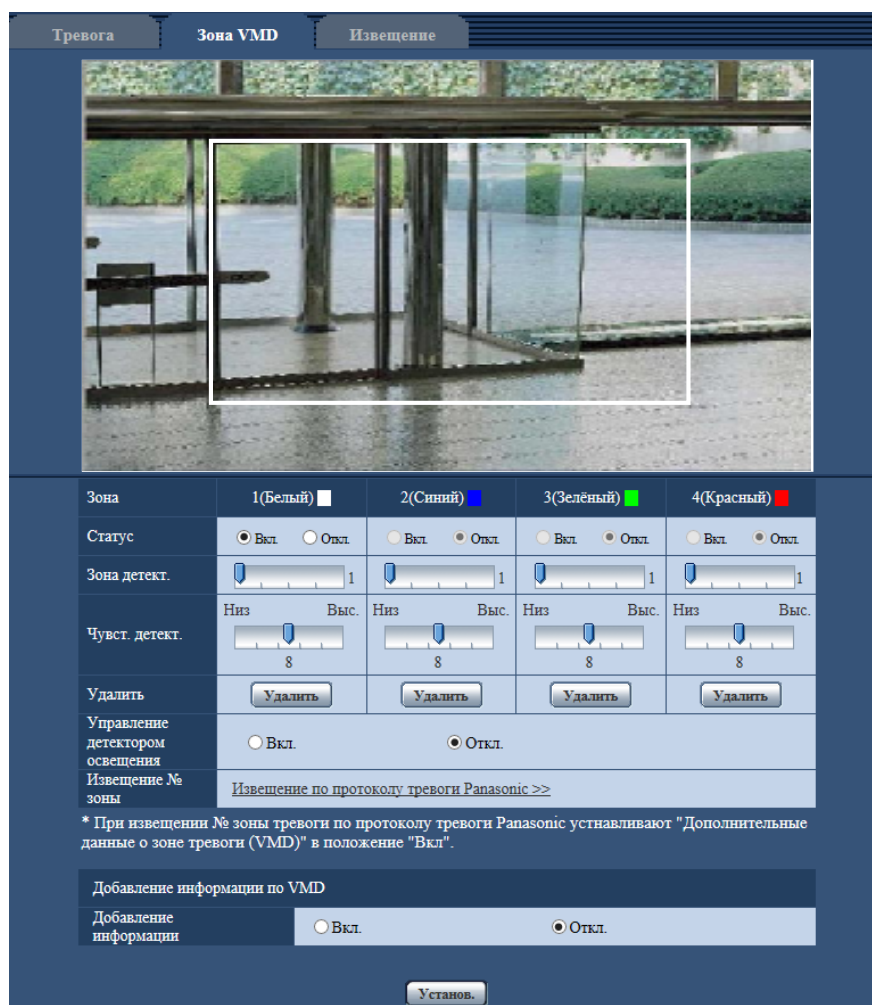 Тревога Зона VMD Извещение
Зона 1(Белый) 2(Синий) 3(Зелёный) 4(Красный)
Статус Вкл. Откл. Вкл. Откл. Вкл. Откл. Вкл. Откл.
Зона детект. 1 1 1 1
Низ Выс. Низ Выс. Низ Выс. Низ Выс.
Чувст. детект.
8 8 8 8
Удалить Удалить Удалить Удалить Удалить
Управление
детектором
освещения
Вкл. Откл.
Извещение №
зоны
Извещение по протоколу тревоги Panasonic >>
* При извещении № зоны тревоги по протоколу тревоги Panasonic устнавливают "Дополнительные
данные о зоне тревоги (VMD)" в положение "Вкл".
Добавление информации по VMD
Добавление
информации
Вкл. Откл.
Установ.